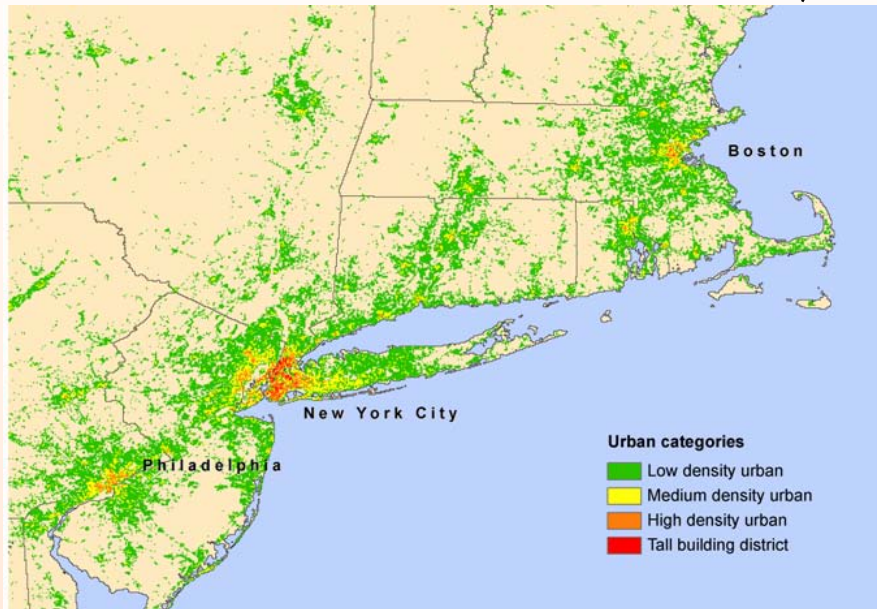 Boston
New York City
Philadelphia
Urban categories
Low density urban
Medium density urban
High density urban
Tall building district